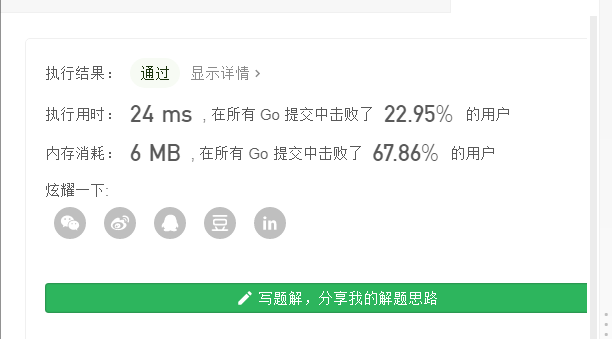 执行结果： 通过 显示详情 ›
执行用时： 24 ms , 在所有 Go 提交中击败了 22.95% 的用户
内存消耗： 6 MB , 在所有 Go 提交中击败了 67.86% 的用户
炫耀一下:
豆 in
写题解，分享我的解题思路